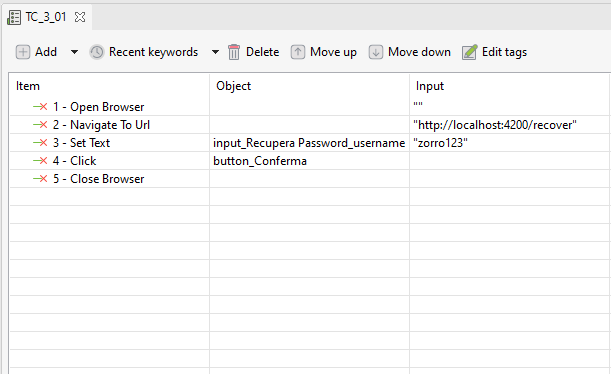 TC_3_01
Add Recent keywords Delete Move up Move down Edit tags
Item Object Input
1 - Open Browser ""
2 - Navigate To Url "http://localhost:4200/recover"
3 - Set Text input_Recupera Password_username "zorro123"
4 - Click button_Conferma
5 - Close Browser